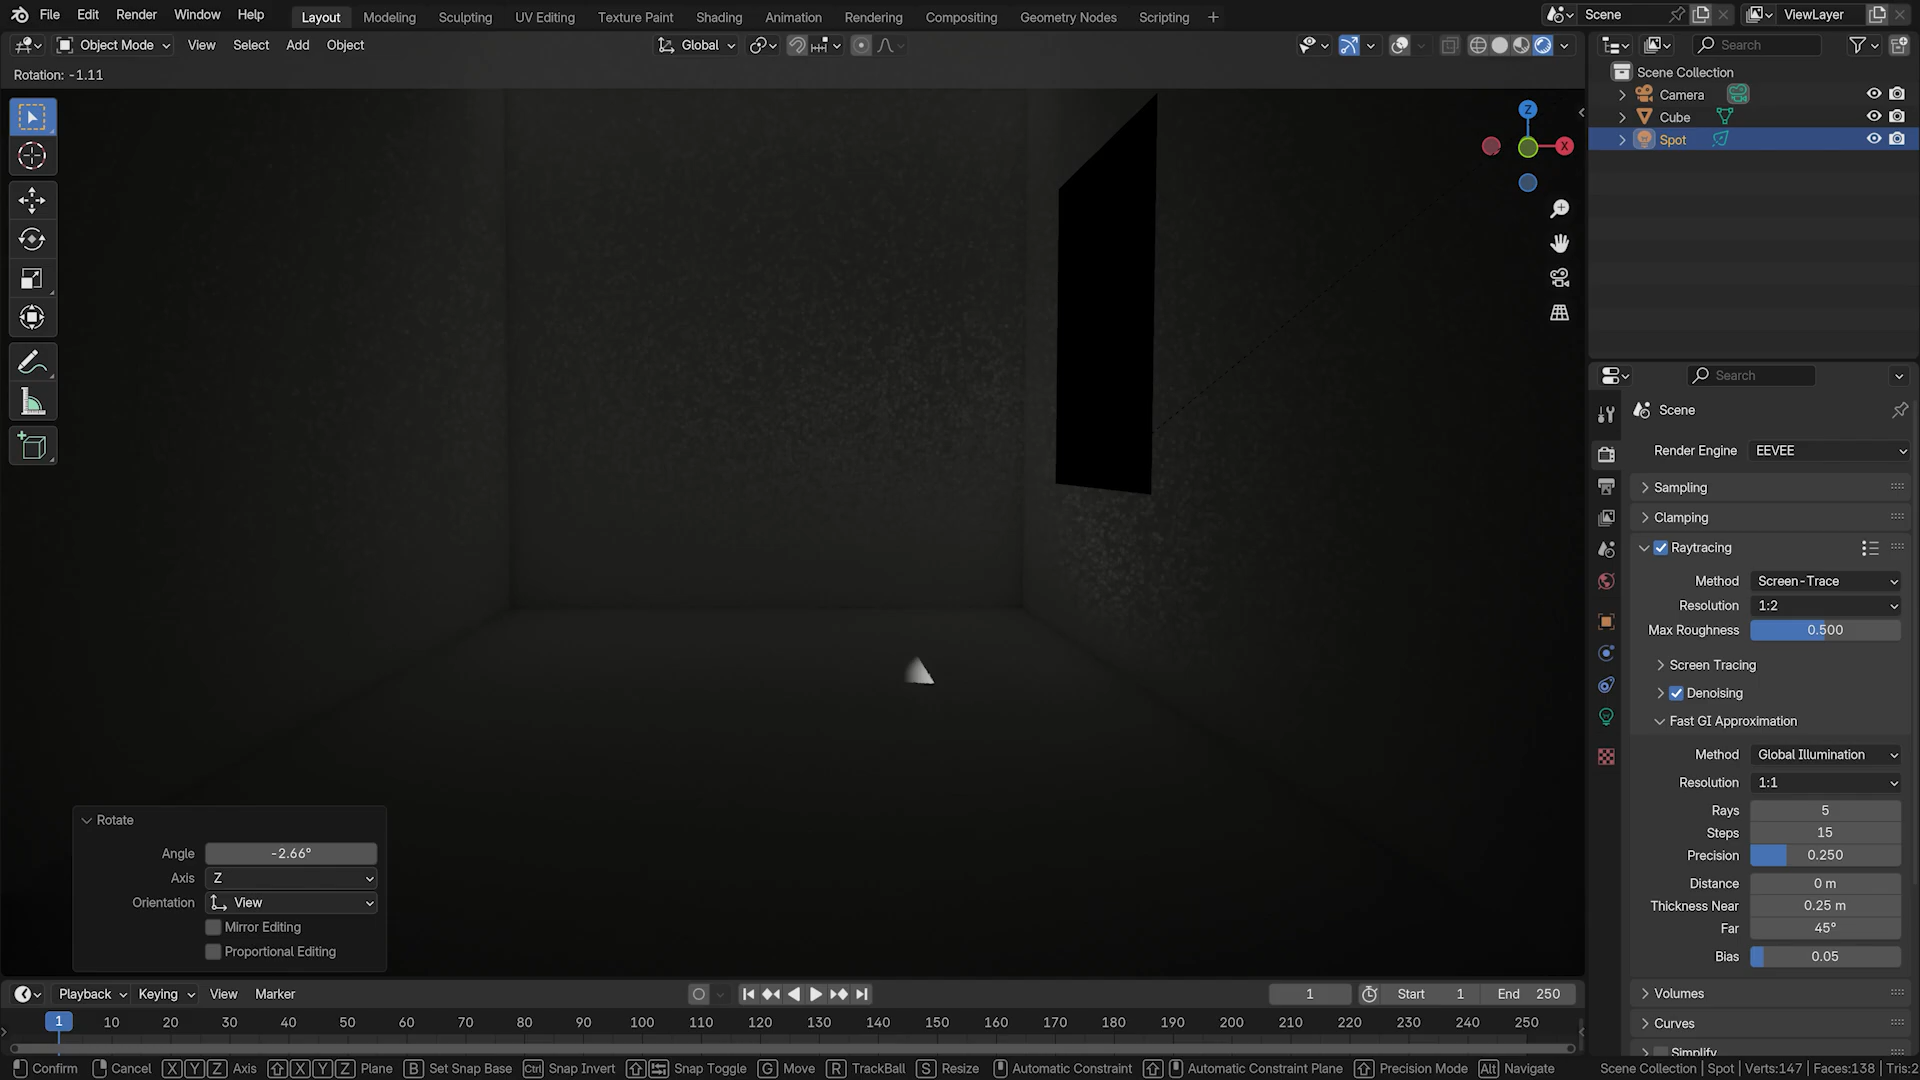 File Edit Render Window Help Layout Modeling Sculpting UV Editing Texture Paint Shading Animation Rendering Compositing Geometry Nodes Scripting + Scene ViewLayer
Object Mode View Select Add Object Global Search
Rotation: -1.11
Scene Collection
Camera
Cube
Spot
Z
X
Search
Scene
Render Engine EEVEE
Sampling
Clamping
Raytracing
Method Screen-Trace
Resolution 1:2
Max Roughness 0.500
Screen Tracing
Denoising
Fast GI Approximation
Method Global Illumination
Resolution 1:1
Rays 5
Steps 15
Precision 0.250
Distance 0 m
Thickness Near 0.25 m
Far 45°
Bias 0.05
Volumes
Curves
Simplify
Rotate
Angle -2.66°
Axis Z
Orientation View
Mirror Editing
Proportional Editing
Playback Keying View Marker 1 Start 1 End 250
1 10 20 30 40 50 60 70 80 90 100 110 120 130 140 150 160 170 180 190 200 210 220 230 240 250
Confirm Cancel X Y Z Axis X Y Z Plane B Set Snap Base Ctrl Snap Invert Snap Toggle G Move R TrackBall S Resize Automatic Constraint Automatic Constraint Plane Precision Mode Alt Navigate Scene Collection | Spot | Verts:147 | Faces:138 | Tris:2